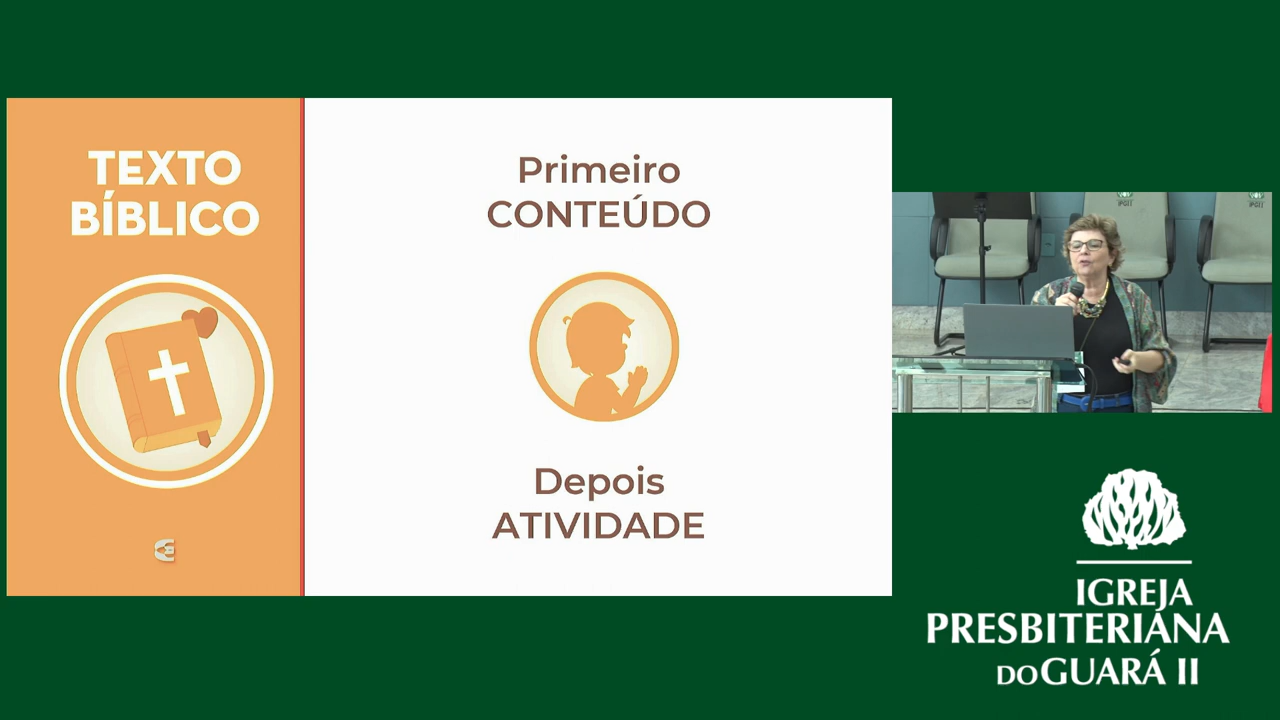 TEXTO
BÍBLICO
Primeiro
CONTEÚDO
Depois
ATIVIDADE
IGREJA
PRESBITERIANA
DO GUARÁ II